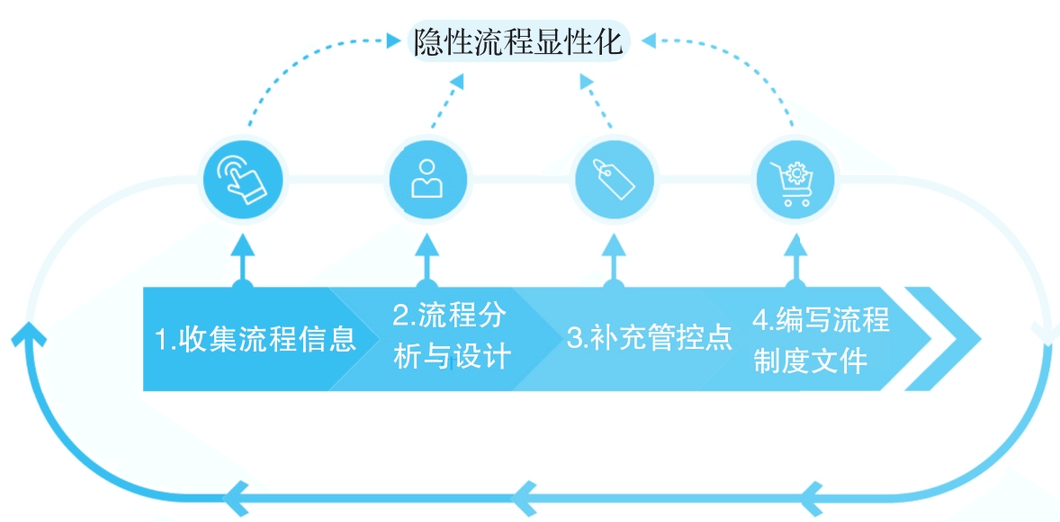 隐性流程显性化
1.收集流程信息
2.流程分
析与设计
3.补充管控点
4.编写流程
制度文件